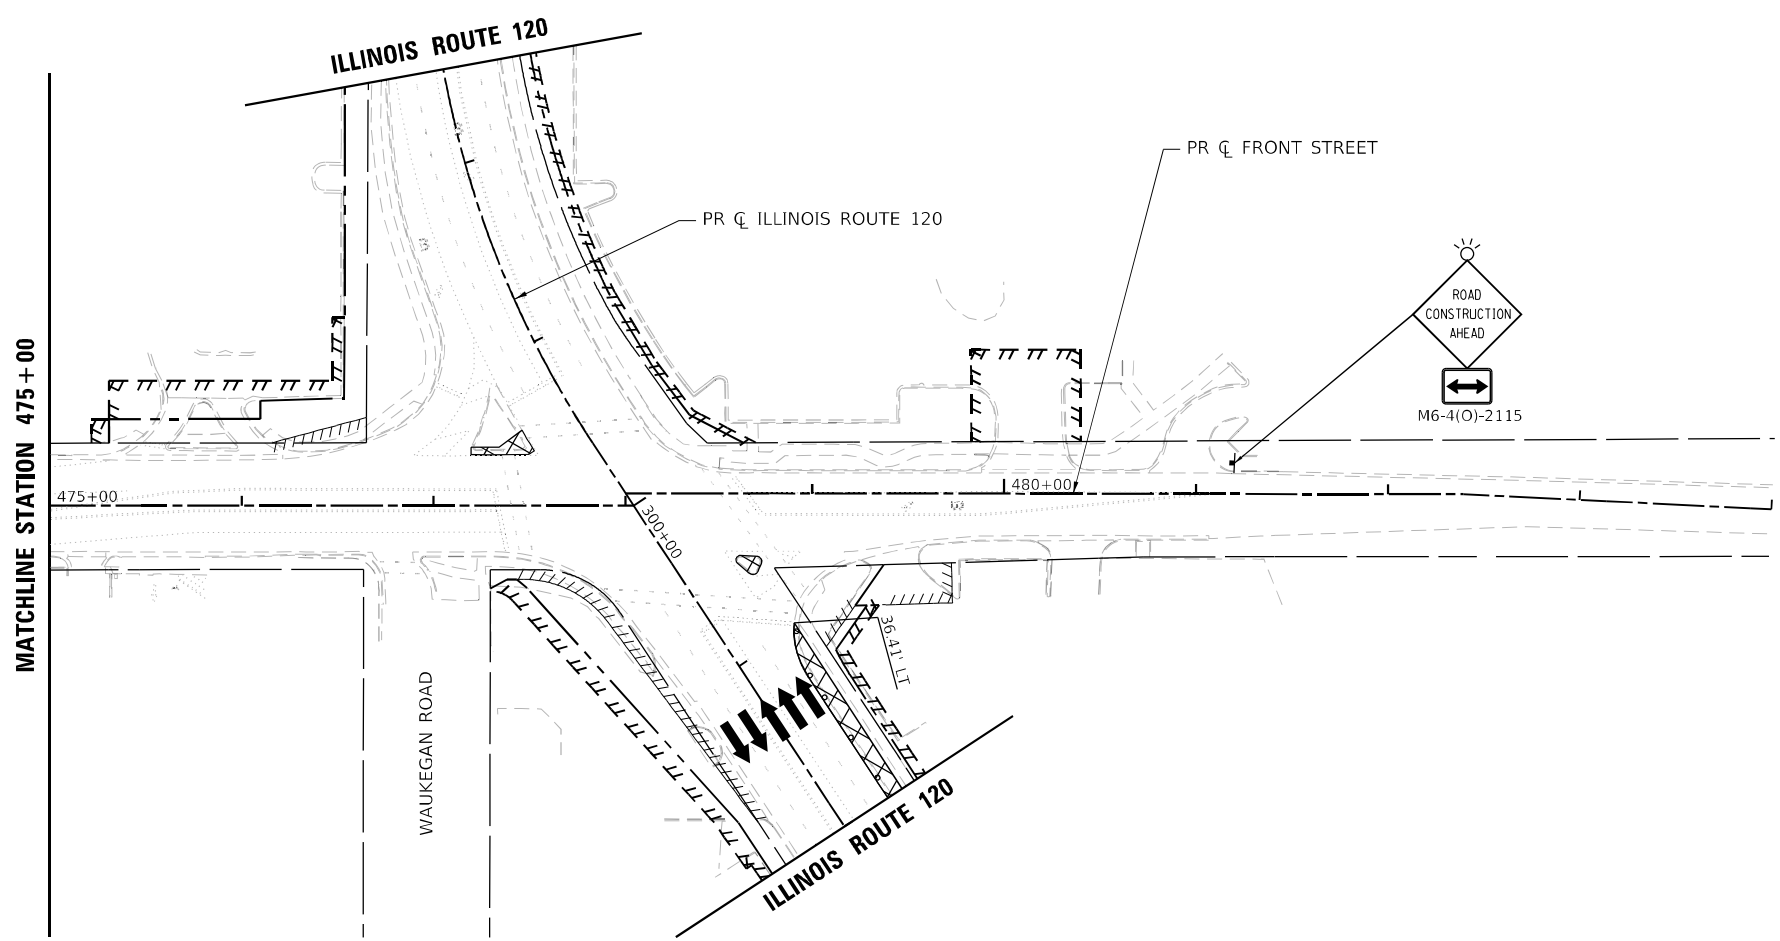 ILLINOIS ROUTE 120
PR ℄ FRONT STREET
PR ℄ ILLINOIS ROUTE 120
ROAD
CONSTRUCTION
AHEAD
M6-4(O)-2115
MATCHLINE STATION 475+00
475+00
480+00
300+00
36.41' LT
WAUKEGAN ROAD
ILLINOIS ROUTE 120